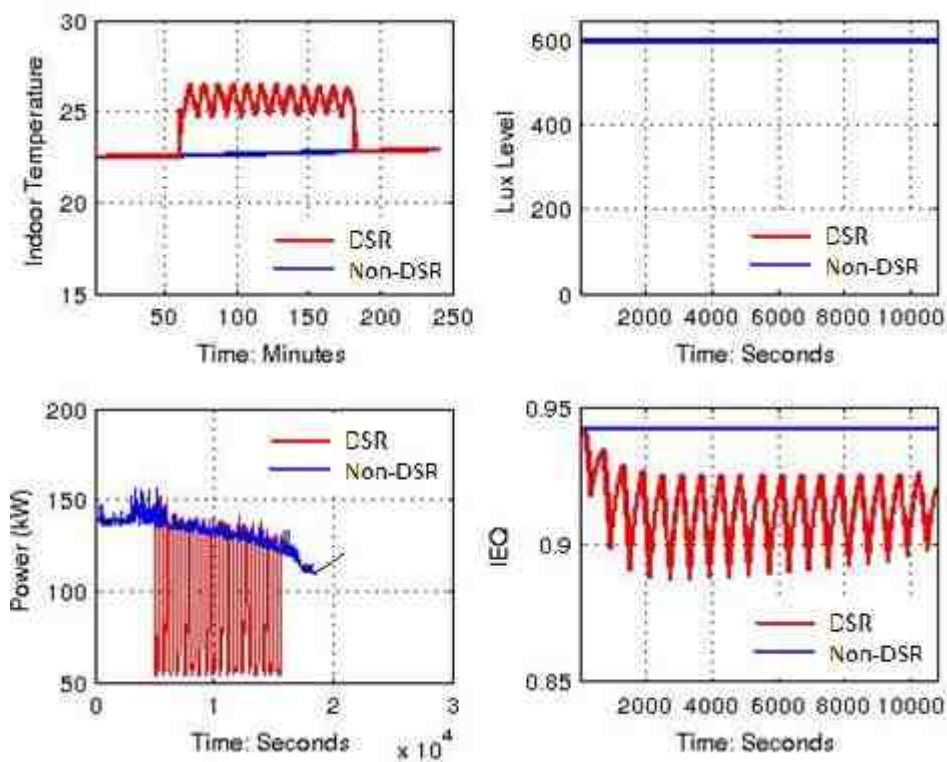 30
25
20
15
Indoor Temperature
DSR
Non-DSR
50 100 150 200 250
Time: Minutes
600
400
200
0
Lux Level
DSR
Non-DSR
2000 4000 6000 8000 10000
Time: Seconds
200
150
100
50
Power (kW)
DSR
Non-DSR
0 1 2 3
Time: Seconds
x 10^4
0.95
0.9
0.85
IEQ
DSR
Non-DSR
2000 4000 6000 8000 10000
Time: Seconds